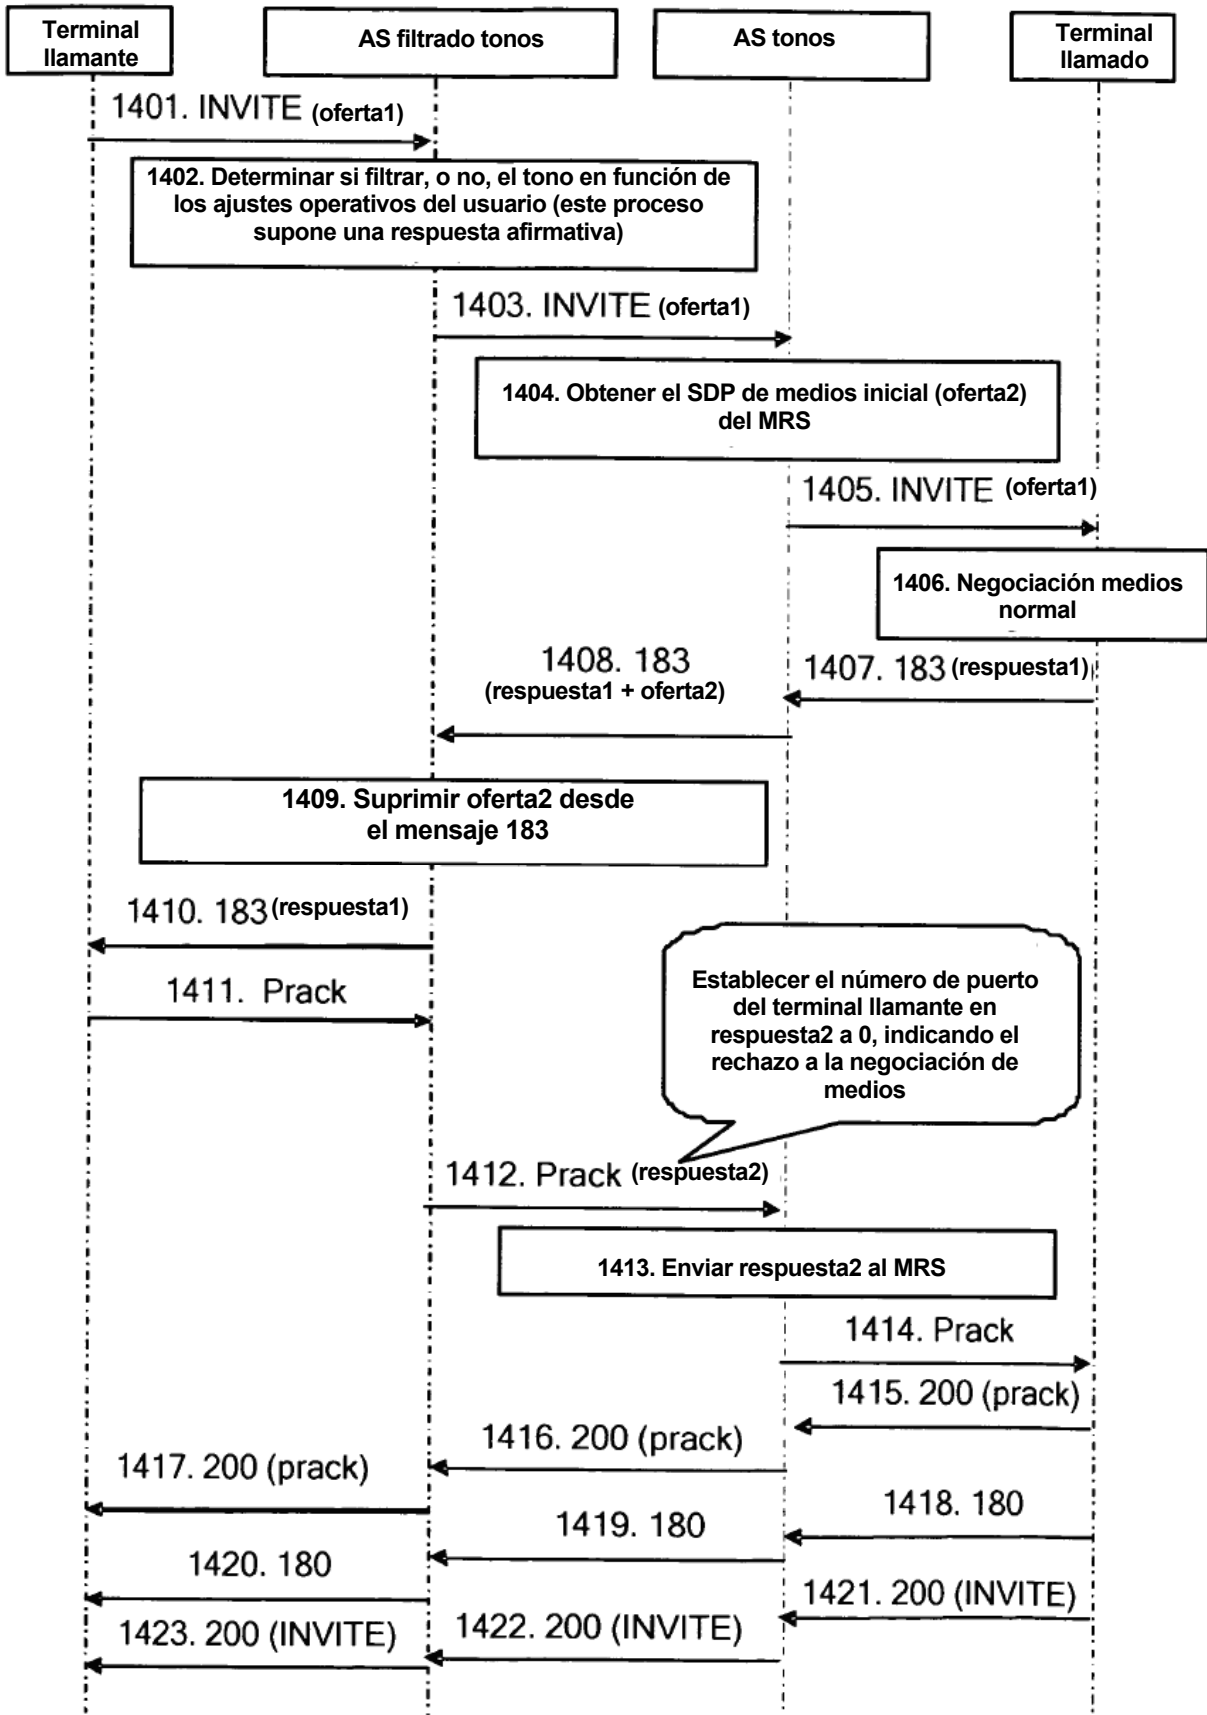 Terminal
llamante
AS filtrado tonos
AS tonos
Terminal
llamado
1401. INVITE (oferta1)
1402. Determinar si filtrar, o no, el tono en función de
los ajustes operativos del usuario (este proceso
supone una respuesta afirmativa)
1403. INVITE (oferta1)
1404. Obtener el SDP de medios inicial (oferta2)
del MRS
1405. INVITE (oferta1)
1406. Negociación medios
normal
1407. 183 (respuesta1)
1408. 183
(respuesta1 + oferta2)
1409. Suprimir oferta2 desde
el mensaje 183
1410. 183 (respuesta1)
1411. Prack
Establecer el número de puerto
del terminal llamante en
respuesta2 a 0, indicando el
rechazo a la negociación de
medios
1412. Prack (respuesta2)
1413. Enviar respuesta2 al MRS
1414. Prack
1415. 200 (prack)
1416. 200 (prack)
1417. 200 (prack)
1418. 180
1419. 180
1420. 180
1421. 200 (INVITE)
1422. 200 (INVITE)
1423. 200 (INVITE)